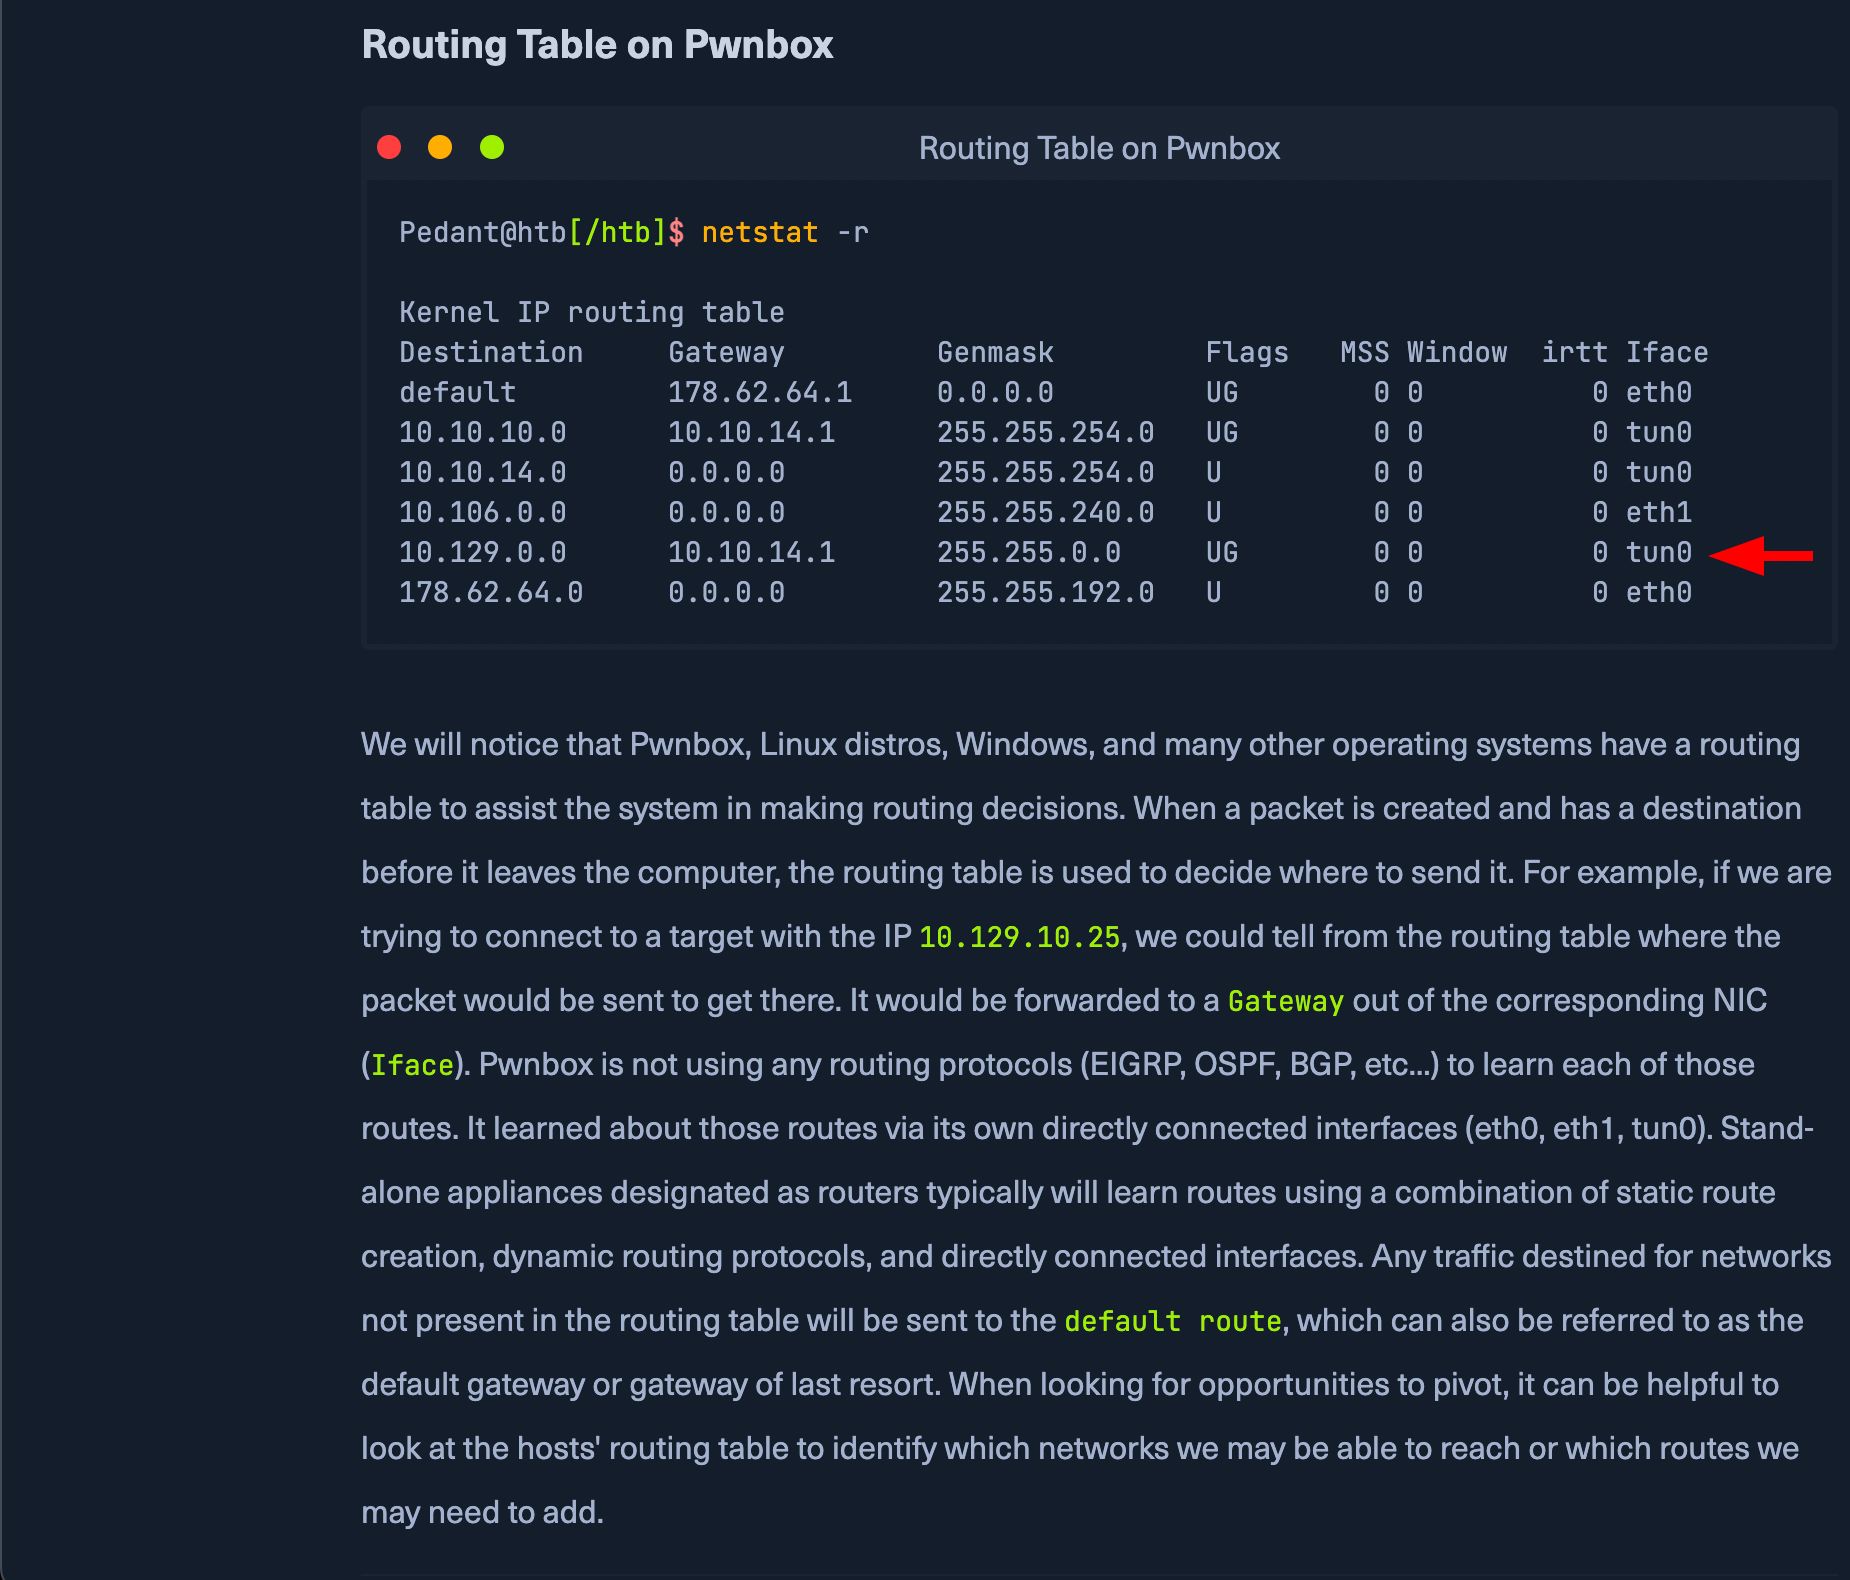 Routing Table on Pwnbox
Routing Table on Pwnbox
Pedant@htb[/htb]$ netstat -r
Kernel IP routing table
Destination     Gateway         Genmask         Flags   MSS Window  irtt Iface
default         178.62.64.1     0.0.0.0         UG        0 0          0 eth0
10.10.10.0      10.10.14.1      255.255.254.0   UG        0 0          0 tun0
10.10.14.0      0.0.0.0         255.255.254.0   U         0 0          0 tun0
10.106.0.0      0.0.0.0         255.255.240.0   U         0 0          0 eth1
10.129.0.0      10.10.14.1      255.255.0.0     UG        0 0          0 tun0
178.62.64.0     0.0.0.0         255.255.192.0   U         0 0          0 eth0
We will notice that Pwnbox, Linux distros, Windows, and many other operating systems have a routing
table to assist the system in making routing decisions. When a packet is created and has a destination
before it leaves the computer, the routing table is used to decide where to send it. For example, if we are
trying to connect to a target with the IP 10.129.10.25, we could tell from the routing table where the
packet would be sent to get there. It would be forwarded to a Gateway out of the corresponding NIC
(Iface). Pwnbox is not using any routing protocols (EIGRP, OSPF, BGP, etc...) to learn each of those
routes. It learned about those routes via its own directly connected interfaces (eth0, eth1, tun0). Stand-
alone appliances designated as routers typically will learn routes using a combination of static route
creation, dynamic routing protocols, and directly connected interfaces. Any traffic destined for networks
not present in the routing table will be sent to the default route, which can also be referred to as the
default gateway or gateway of last resort. When looking for opportunities to pivot, it can be helpful to
look at the hosts' routing table to identify which networks we may be able to reach or which routes we
may need to add.